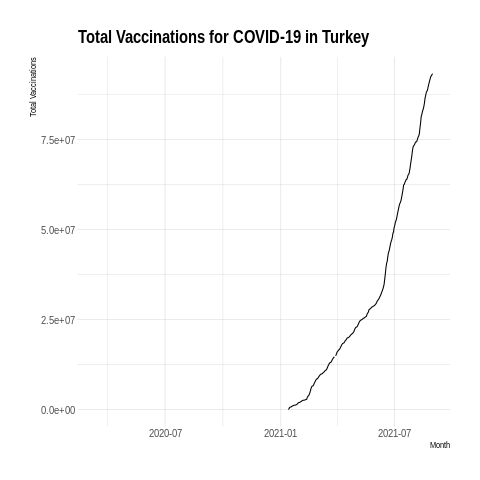 Total Vaccinations for COVID-19 in Turkey
Total Vaccinations
7.5e+07
5.0e+07
2.5e+07
0.0e+00
2020-07
2021-01
2021-07
Month